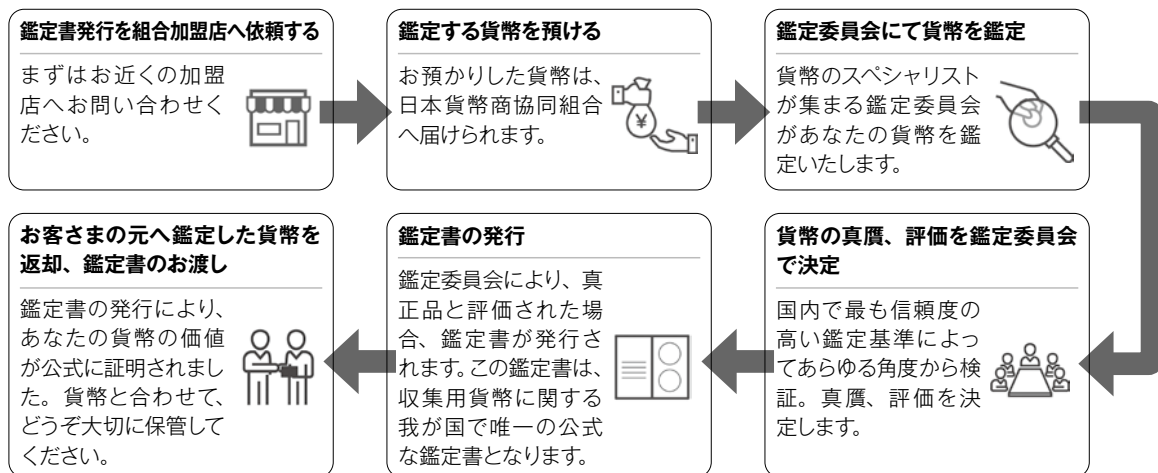 鑑定書発行を組合加盟店へ依頼する
まずはお近くの加盟
店へお問い合わせく
ださい。
鑑定する貨幣を預ける
お預かりした貨幣は、
日本貨幣商協同組合
へ届けられます。
¥
鑑定委員会にて貨幣を鑑定
貨幣のスペシャリスト
が集まる鑑定委員会
があなたの貨幣を鑑
定いたします。
貨幣の真贋、評価を鑑定委員会
で決定
国内で最も信頼度の
高い鑑定基準によっ
てあらゆる角度から検
証。真贋、評価を決
定します。
鑑定書の発行
鑑定委員会により、真
正品と評価された場
合、鑑定書が発行さ
れます。この鑑定書は、
収集用貨幣に関する
我が国で唯一の公式
な鑑定書となります。
お客さまの元へ鑑定した貨幣を
返却、鑑定書のお渡し
鑑定書の発行により、
あなたの貨幣の価値
が公式に証明されまし
た。貨幣と合わせて、
どうぞ大切に保管して
ください。